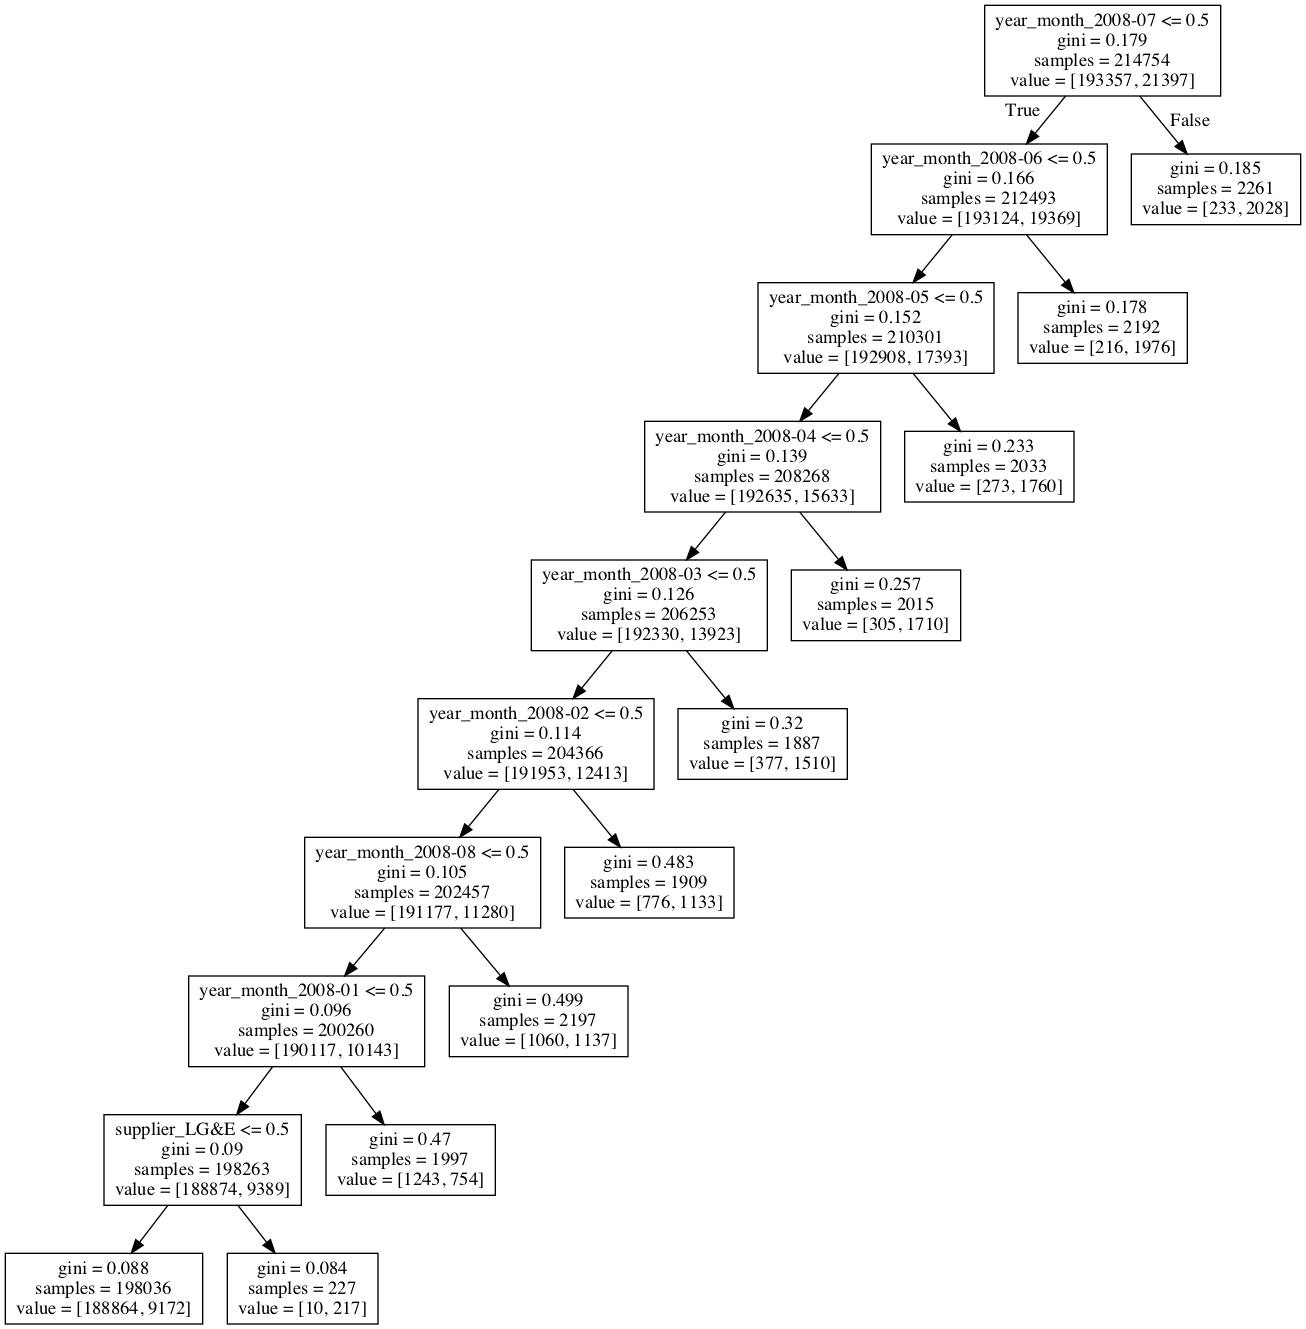 year_month_2008-07 <= 0.5
gini = 0.179
samples = 214754
value = [193357, 21397]
True
False
year_month_2008-06 <= 0.5
gini = 0.166
samples = 212493
value = [193124, 19369]
gini = 0.185
samples = 2261
value = [233, 2028]
year_month_2008-05 <= 0.5
gini = 0.152
samples = 210301
value = [192908, 17393]
gini = 0.178
samples = 2192
value = [216, 1976]
year_month_2008-04 <= 0.5
gini = 0.139
samples = 208268
value = [192635, 15633]
gini = 0.233
samples = 2033
value = [273, 1760]
year_month_2008-03 <= 0.5
gini = 0.126
samples = 206253
value = [192330, 13923]
gini = 0.257
samples = 2015
value = [305, 1710]
year_month_2008-02 <= 0.5
gini = 0.114
samples = 204366
value = [191953, 12413]
gini = 0.32
samples = 1887
value = [377, 1510]
year_month_2008-08 <= 0.5
gini = 0.105
samples = 202457
value = [191177, 11280]
gini = 0.483
samples = 1909
value = [776, 1133]
year_month_2008-01 <= 0.5
gini = 0.096
samples = 200260
value = [190117, 10143]
gini = 0.499
samples = 2197
value = [1060, 1137]
supplier_LG&E <= 0.5
gini = 0.09
samples = 198263
value = [188874, 9389]
gini = 0.47
samples = 1997
value = [1243, 754]
gini = 0.088
samples = 198036
value = [188864, 9172]
gini = 0.084
samples = 227
value = [10, 217]